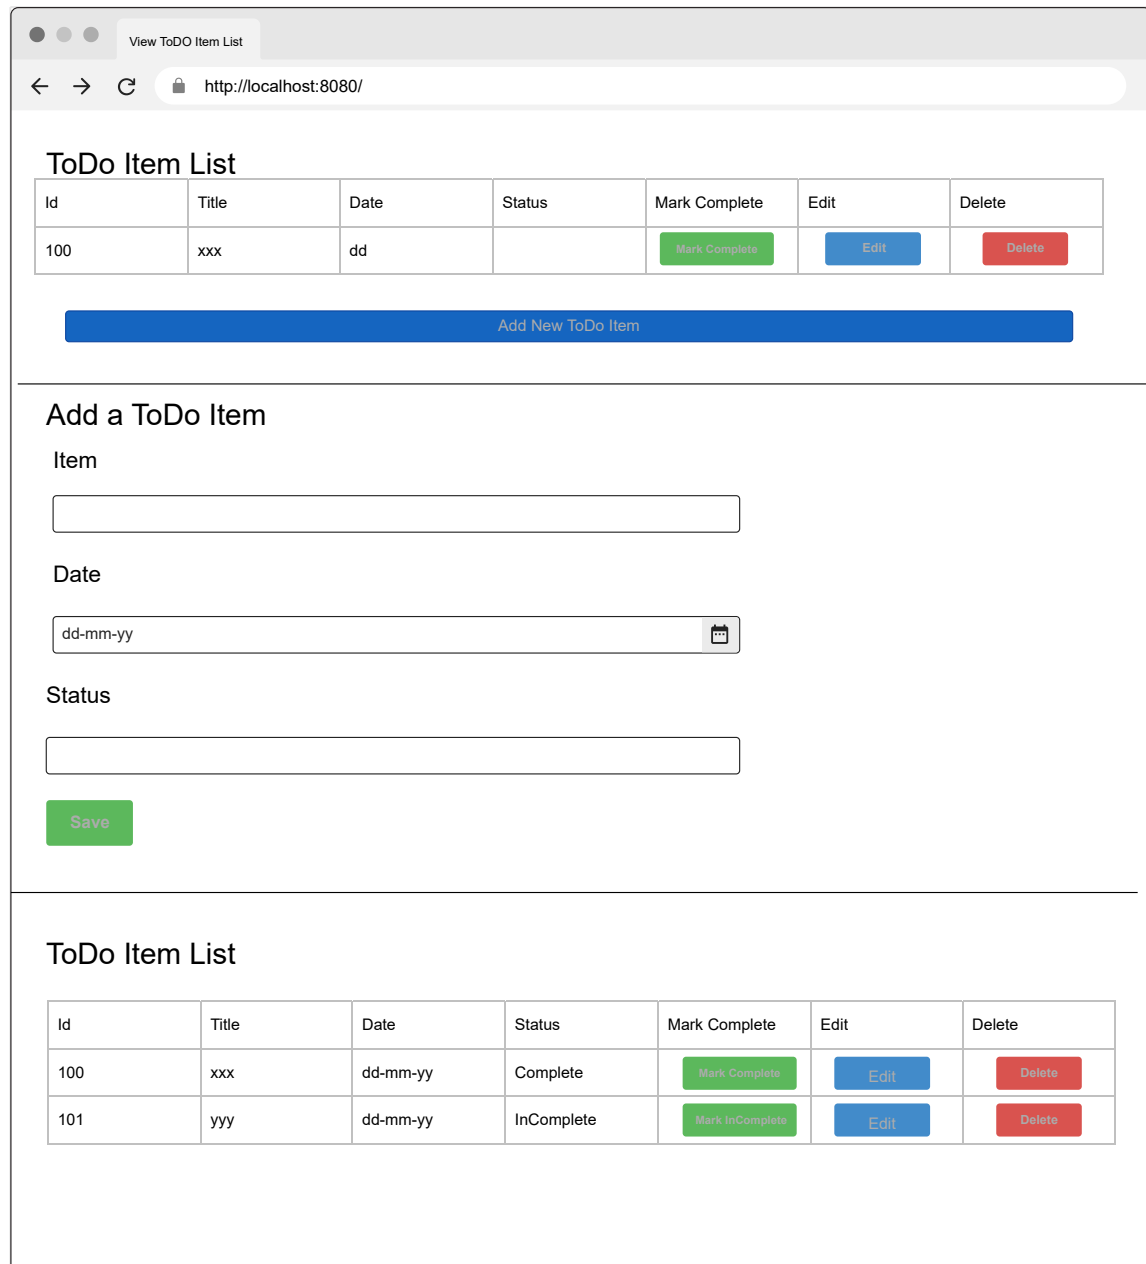 View ToDO Item List
http://localhost:8080/
ToDo Item List
Id Title Date Status Mark Complete Edit Delete
100 xxx dd Mark Complete Edit Delete
Add New ToDo Item
Add a ToDo Item
Item
Date
dd-mm-yy
Status
Save
ToDo Item List
Id Title Date Status Mark Complete Edit Delete
100 xxx dd-mm-yy Complete Mark Complete Edit Delete
101 yyy dd-mm-yy InComplete Mark InComplete Edit Delete